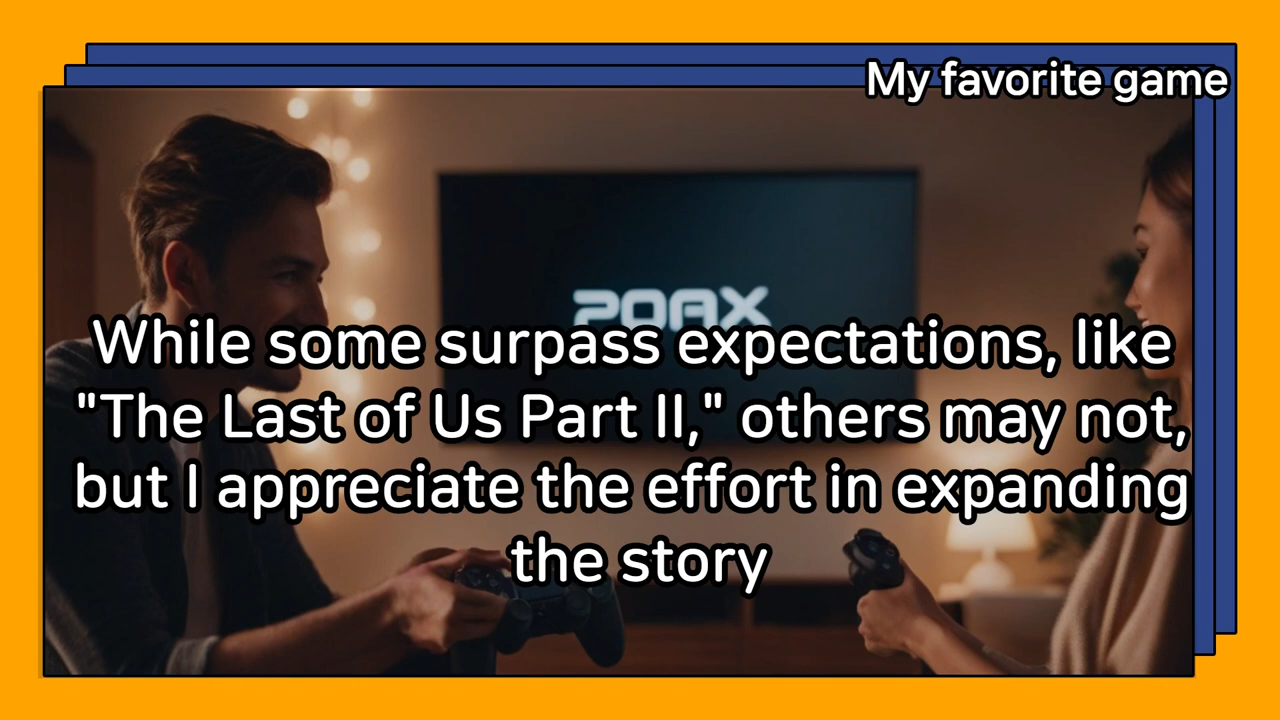 My favorite game
While some surpass expectations, like
"The Last of Us Part II," others may not,
but I appreciate the effort in expanding
the story